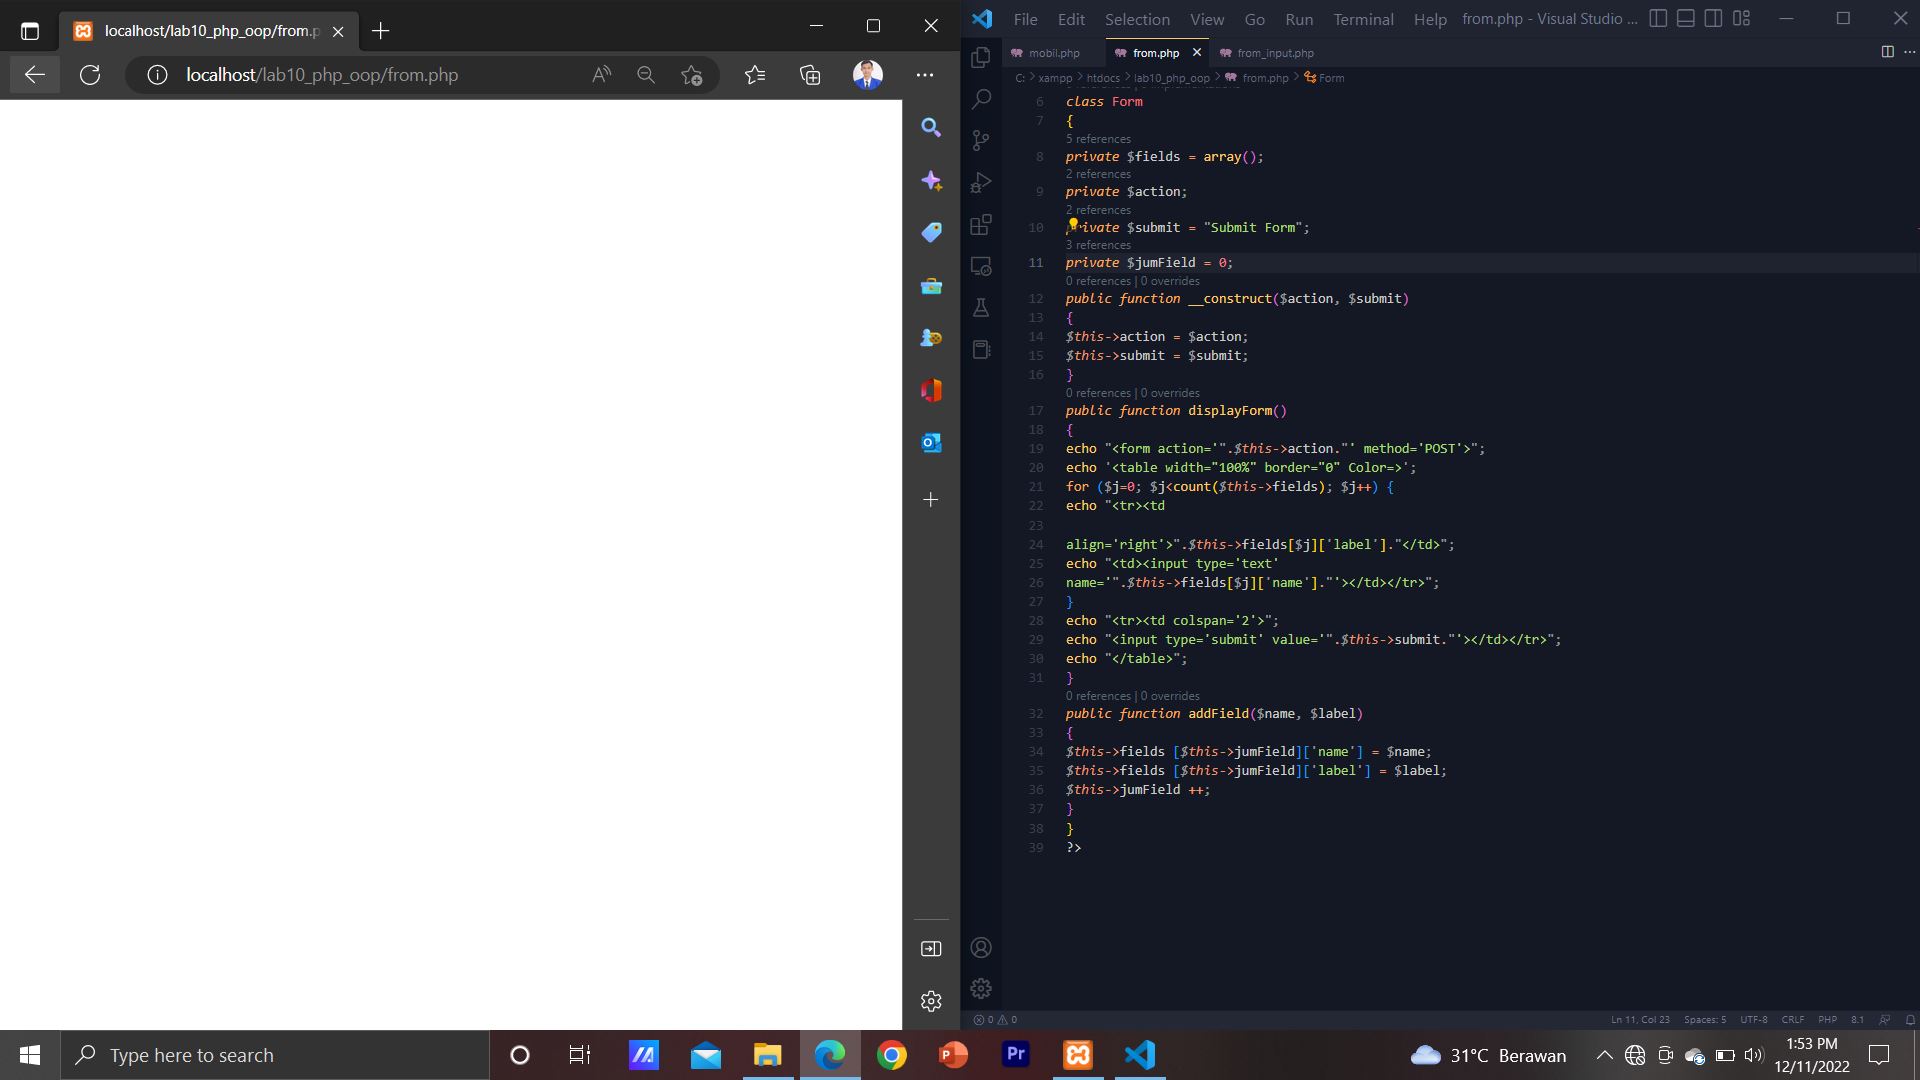 localhost/lab10_php_oop/from.p
localhost/lab10_php_oop/from.php
File Edit Selection View Go Run Terminal Help from.php - Visual Studio ...
mobil.php from.php from_input.php
C: > xampp > htdocs > lab10_php_oop > from.php > Form
6 class Form
7 {
5 references
8 private $fields = array();
2 references
9 private $action;
2 references
10 private $submit = "Submit Form";
3 references
11 private $jumField = 0;
0 references | 0 overrides
12 public function __construct($action, $submit)
13 {
14 $this->action = $action;
15 $this->submit = $submit;
16 }
0 references | 0 overrides
17 public function displayForm()
18 {
19 echo "<form action='".$this->action."' method='POST'>";
20 echo '<table width="100%" border="0" Color=>';
21 for ($j=0; $j<count($this->fields); $j++) {
22 echo "<tr><td
23
24 align='right'>".$this->fields[$j]['label']."</td>";
25 echo "<td><input type='text'
26 name='".$this->fields[$j]['name']."'></td></tr>";
27 }
28 echo "<tr><td colspan='2'>";
29 echo "<input type='submit' value='".$this->submit."'></td></tr>";
30 echo "</table>";
31 }
0 references | 0 overrides
32 public function addField($name, $label)
33 {
34 $this->fields [$this->jumField]['name'] = $name;
35 $this->fields [$this->jumField]['label'] = $label;
36 $this->jumField ++;
37 }
38 }
39 ?>
0 0 Ln 11, Col 23 Spaces: 5 UTF-8 CRLF PHP 8.1
Type here to search
Pr
31°C Berawan
1:53 PM
12/11/2022